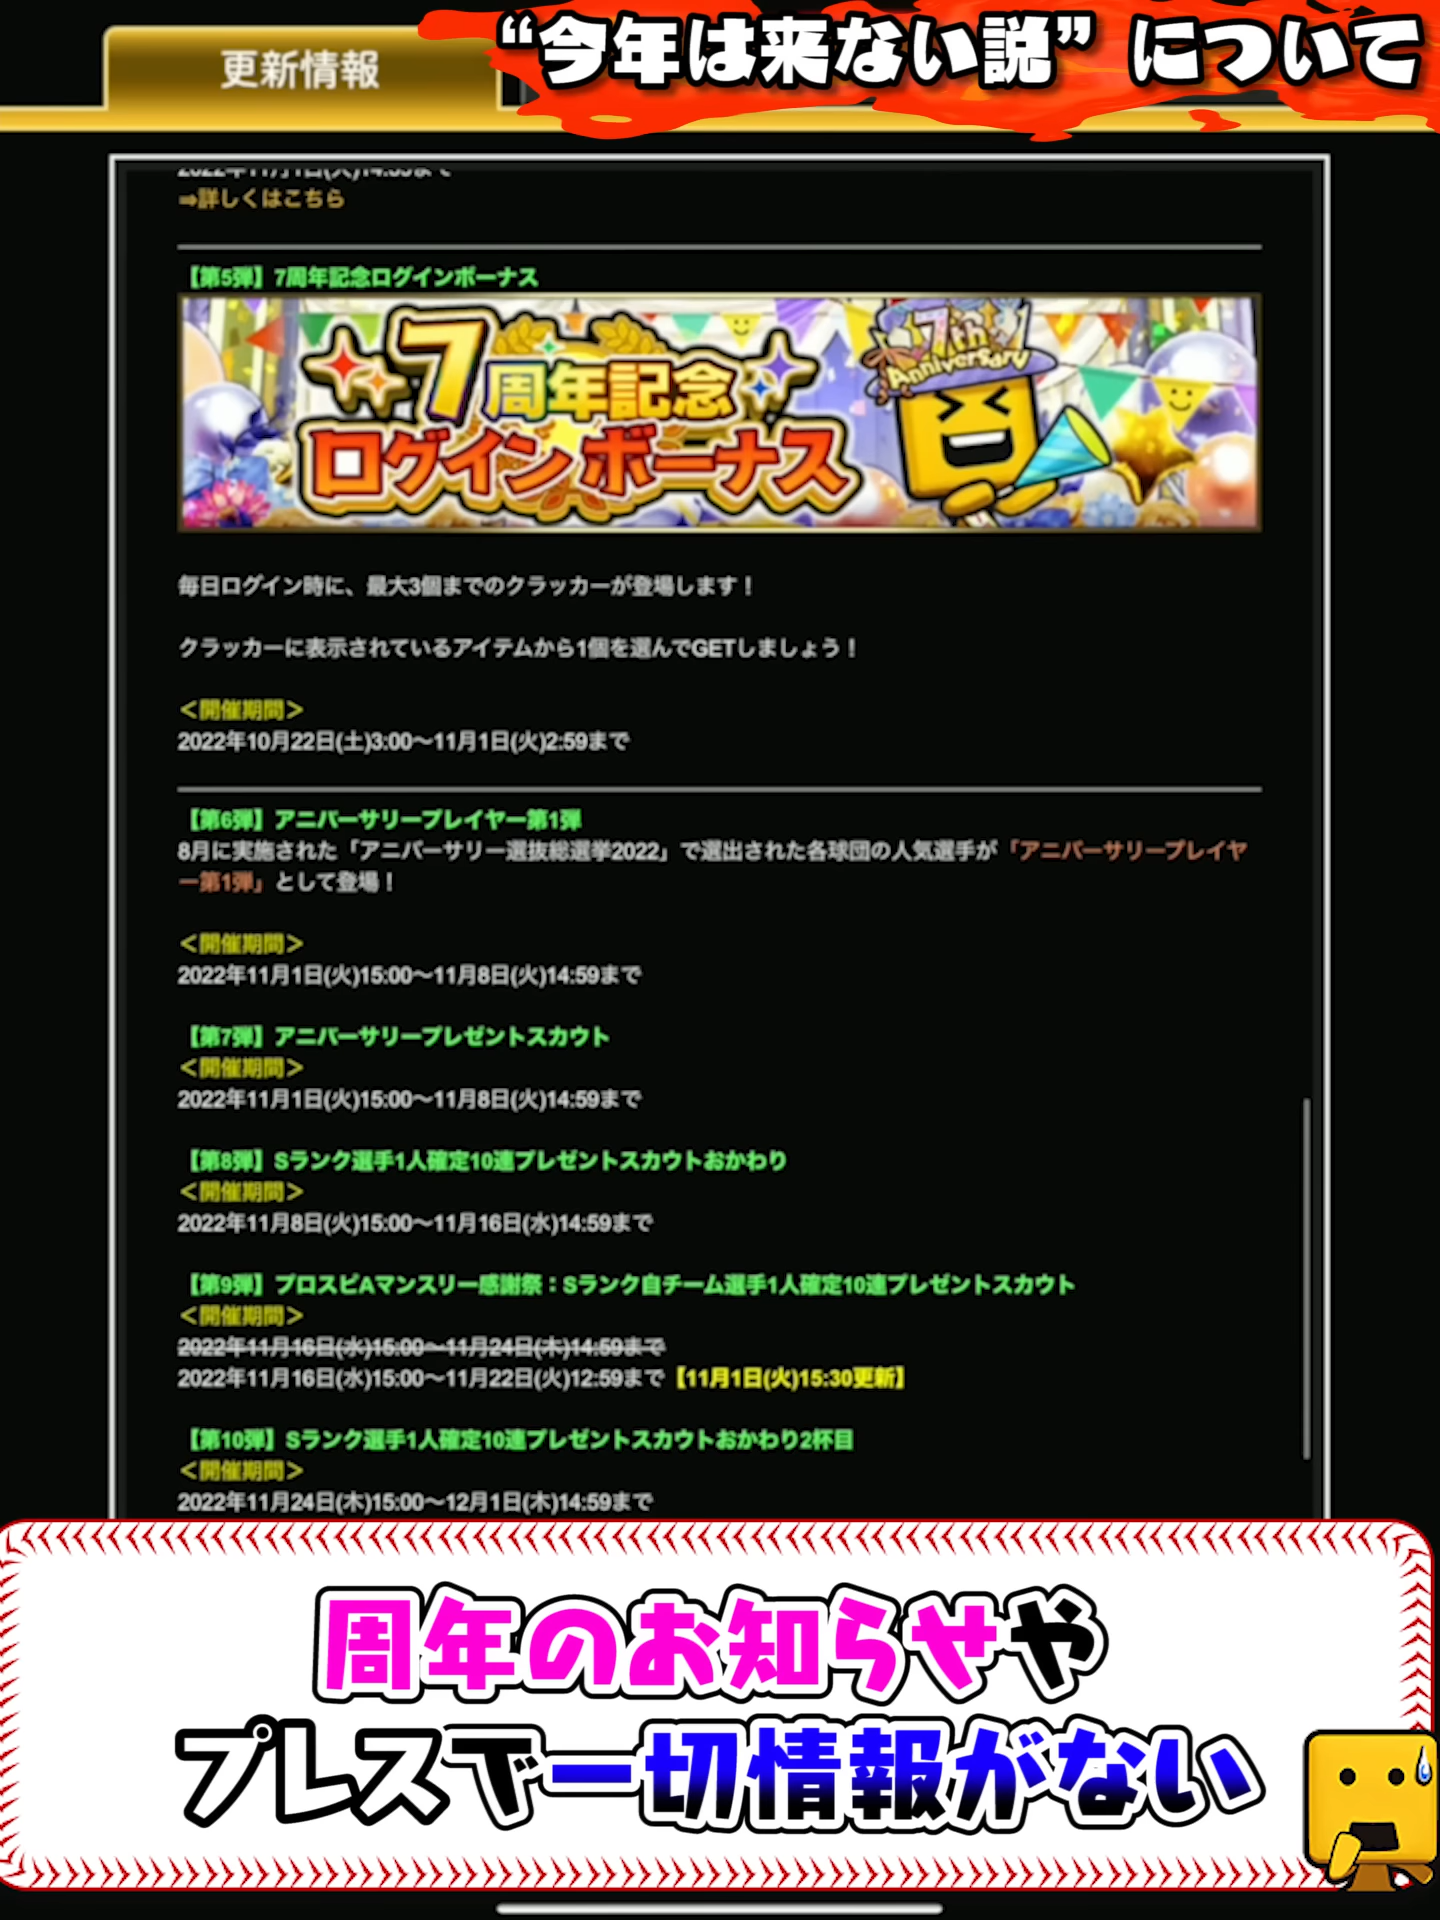 更新情報
“今年は来ない説”について
2022年11月1日(火)14:59まで
⇒詳しくはこちら
【第5弾】7周年記念ログインボーナス
7周年記念
ログインボーナス
7th
Anniversary
毎日ログイン時に、最大3個までのクラッカーが登場します！
クラッカーに表示されているアイテムから1個を選んでGETしましょう！
＜開催期間＞
2022年10月22日(土)3:00～11月1日(火)2:59まで
【第6弾】アニバーサリープレイヤー第1弾
8月に実施された「アニバーサリー選抜総選挙2022」で選出された各球団の人気選手が「アニバーサリープレイヤ
ー第1弾」として登場！
＜開催期間＞
2022年11月1日(火)15:00～11月8日(火)14:59まで
【第7弾】アニバーサリープレゼントスカウト
＜開催期間＞
2022年11月1日(火)15:00～11月8日(火)14:59まで
【第8弾】Sランク選手1人確定10連プレゼントスカウトおかわり
＜開催期間＞
2022年11月8日(火)15:00～11月16日(水)14:59まで
【第9弾】プロスピAマンスリー感謝祭：Sランク自チーム選手1人確定10連プレゼントスカウト
＜開催期間＞
2022年11月16日(水)15:00～11月24日(木)14:59まで
2022年11月16日(水)15:00～11月22日(火)12:59まで【11月1日(火)15:30更新】
【第10弾】Sランク選手1人確定10連プレゼントスカウトおかわり2杯目
＜開催期間＞
2022年11月24日(木)15:00～12月1日(木)14:59まで
周年のお知らせや
プレスで一切情報がない